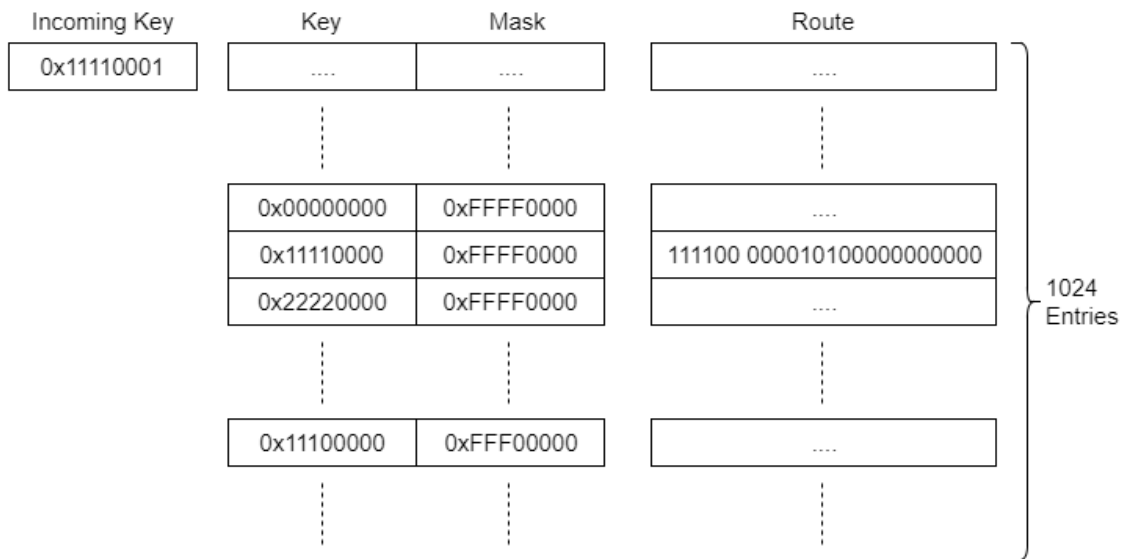 Incoming Key Key Mask Route
0x11110001 .... .... ....
0x00000000 0xFFFF0000 ....
0x11110000 0xFFFF0000 111100 000010100000000000
0x22220000 0xFFFF0000 ....
1024
Entries
0x11100000 0xFFF00000 ....